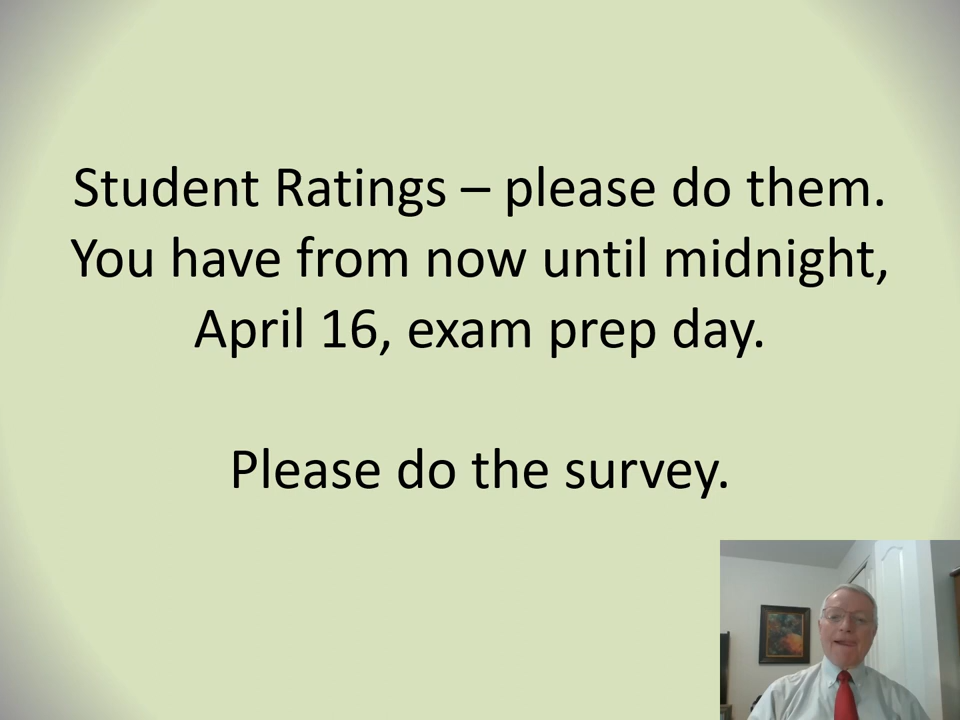 Student Ratings – please do them.
You have from now until midnight,
April 16, exam prep day.
Please do the survey.